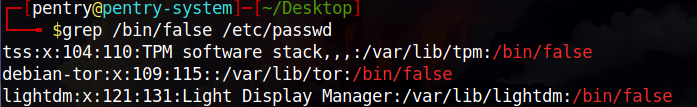 ┌─[pentry@pentry-system]─[~/Desktop]
└──╼ $grep /bin/false /etc/passwd
tss:x:104:110:TPM software stack,,,:/var/lib/tpm:/bin/false
debian-tor:x:109:115::/var/lib/tor:/bin/false
lightdm:x:121:131:Light Display Manager:/var/lib/lightdm:/bin/false